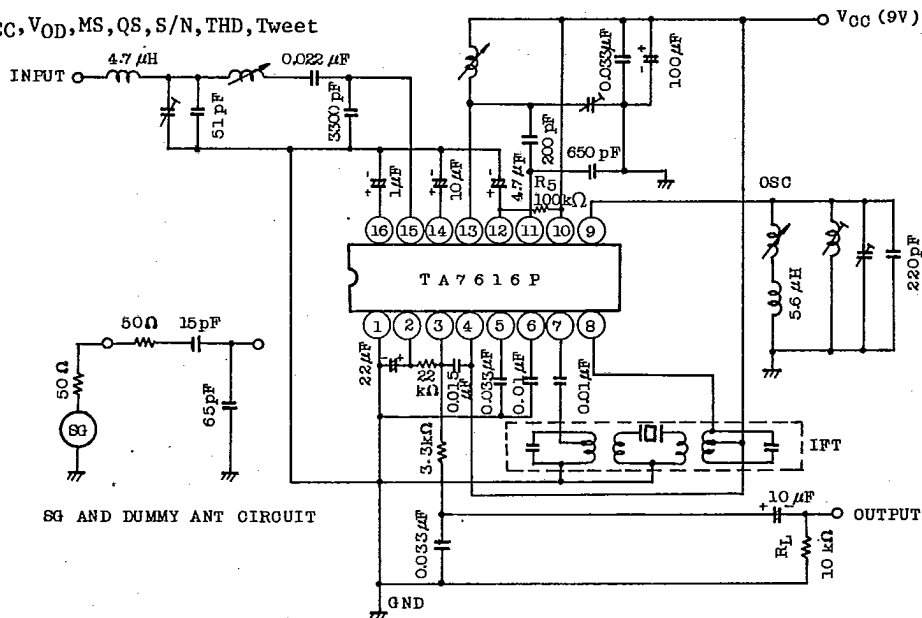 CC,VOD,MS,QS,S/N,THD,Tweet
VCC (9V)
4.7 μH
0.022 μF
INPUT
51 pF
3300 pF
0.033μF
100μF
200 pF
650 pF
1μF
10μF
4.7μF
R5
100kΩ
OSC
16 15 14 13 12 11 10 9
TA7616P
1 2 3 4 5 6 7 8
5.6 μH
220pF
50Ω
15pF
50Ω
65pF
SG
SG AND DUMMY ANT CIRCUIT
22μF
22 kΩ
0.015 μF
0.033μF
0.01μF
0.01μF
IFT
3.3kΩ
0.033μF
10μF
OUTPUT
RL
10 kΩ
GND